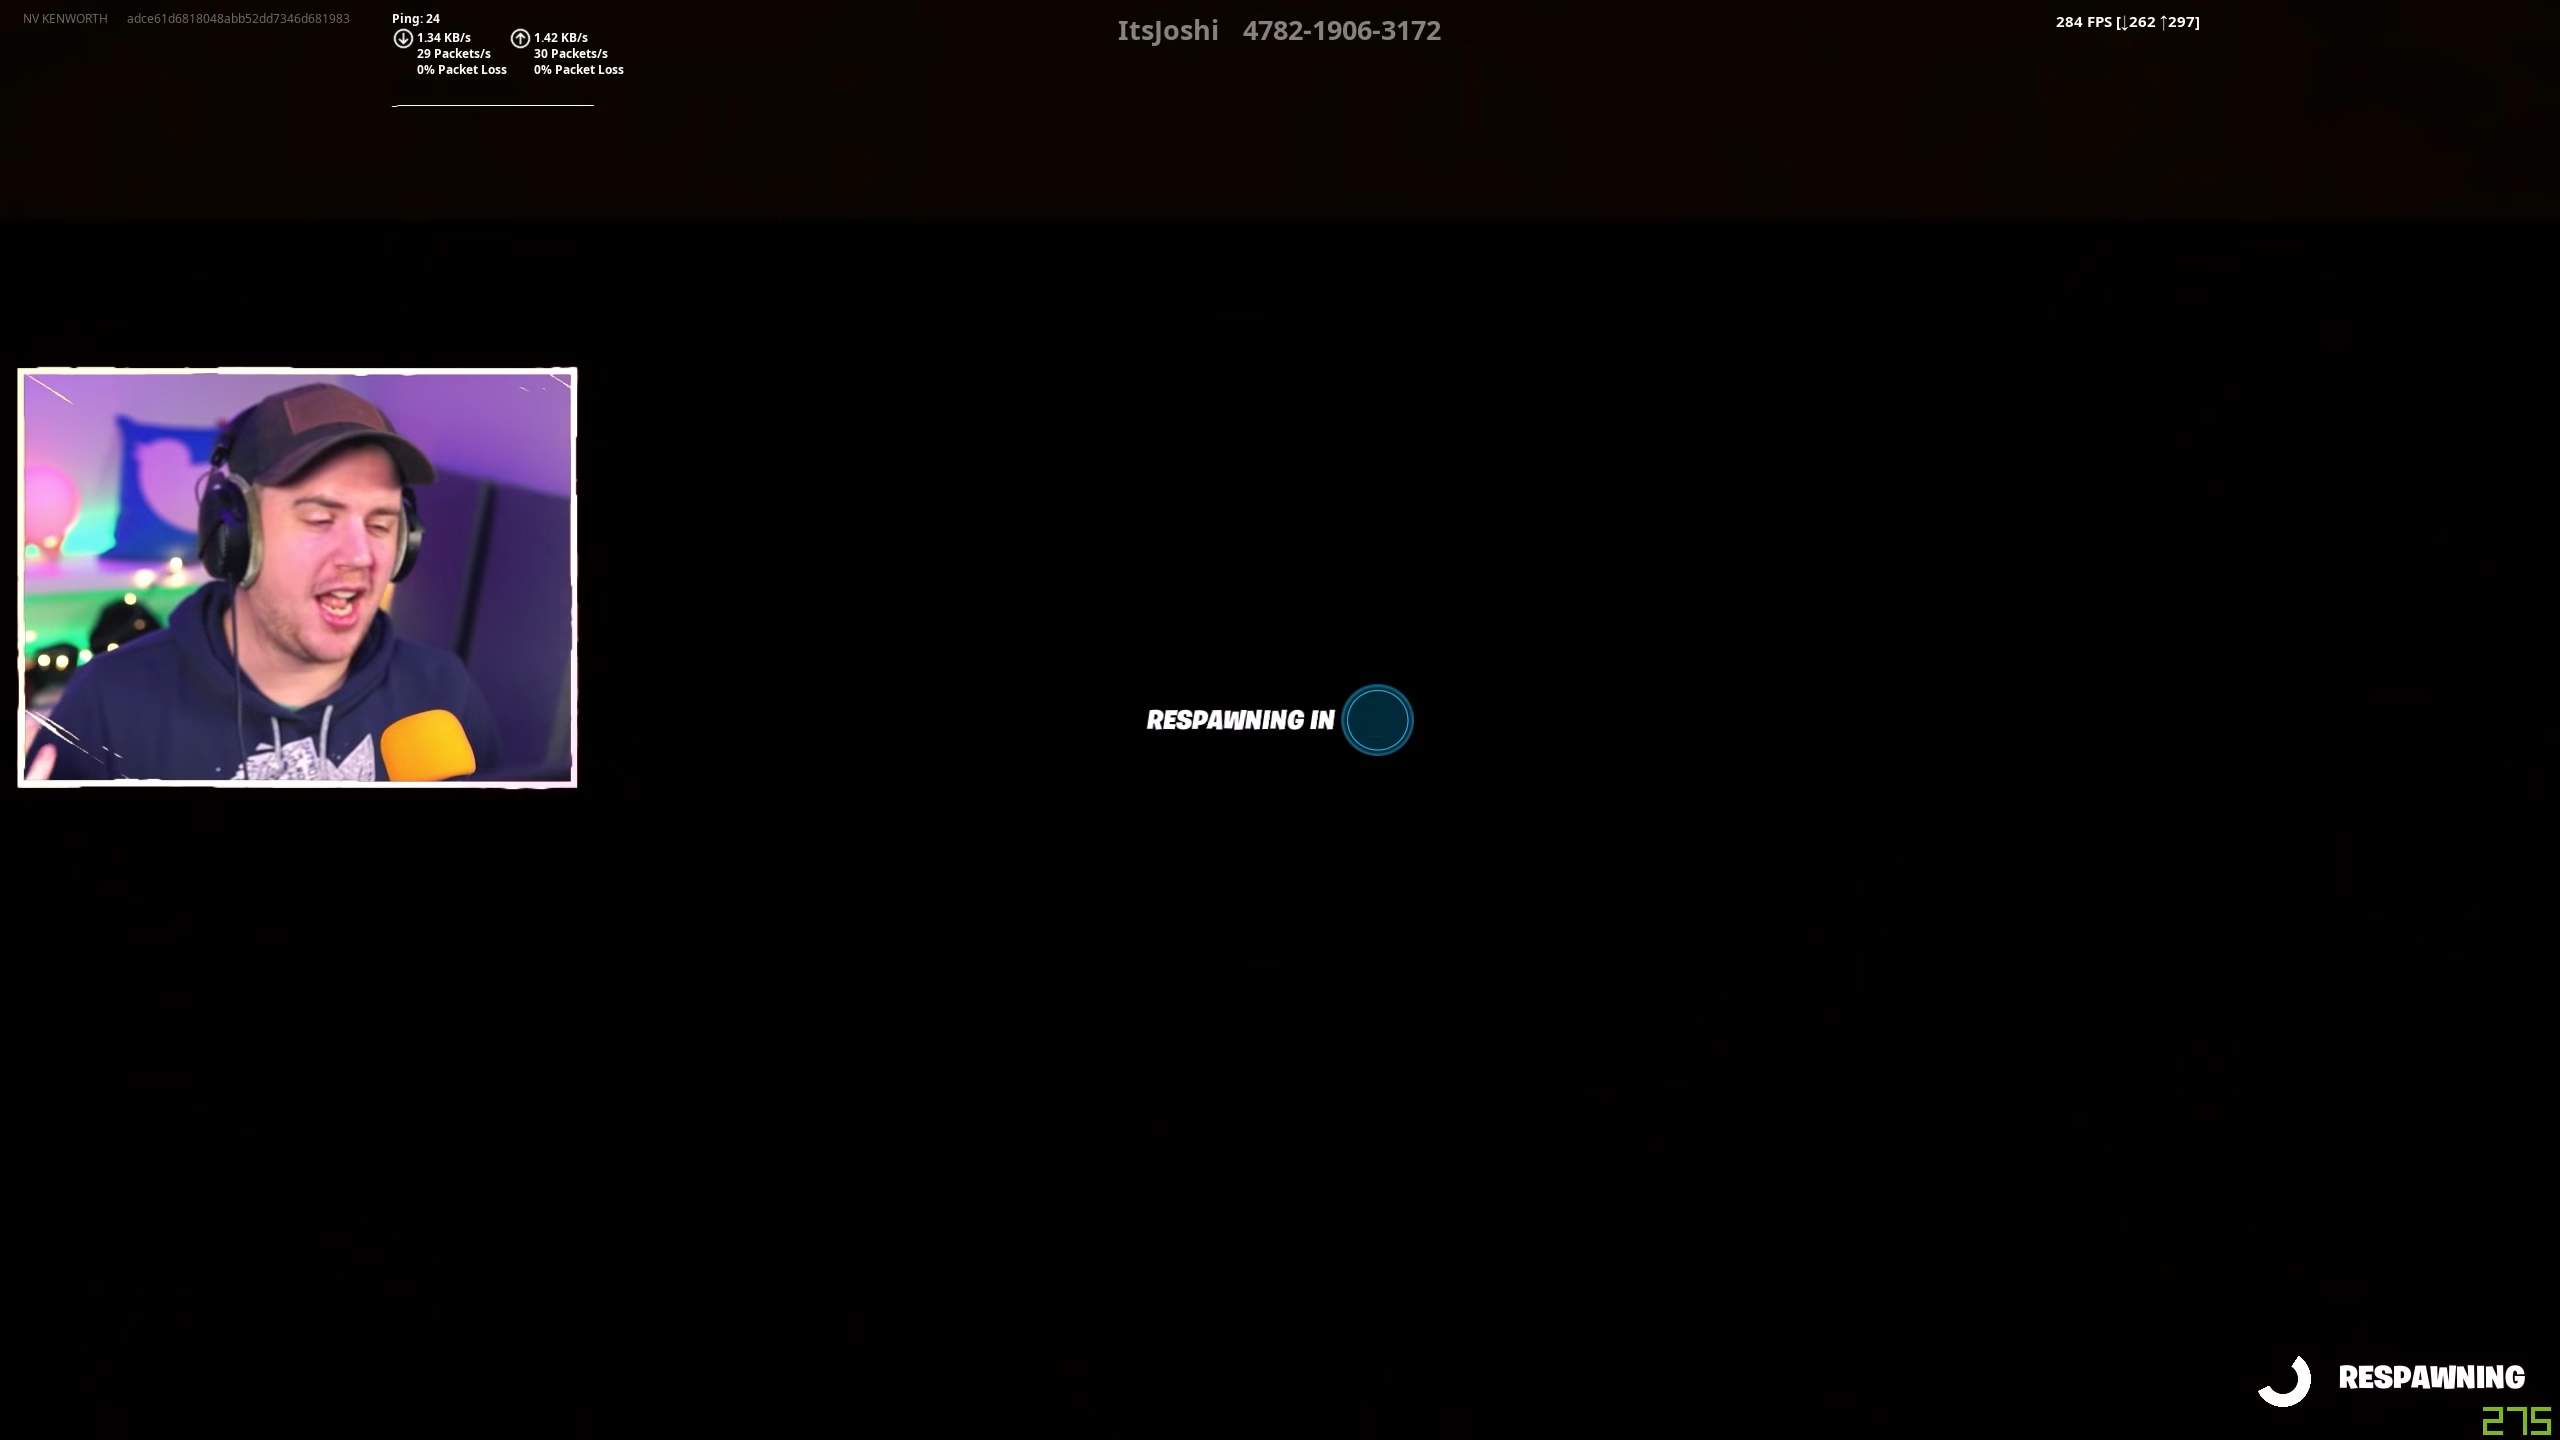 NV KENWORTH adce61d6818048abb52dd7346d681983
Ping: 24
1.34 KB/s 1.42 KB/s
29 Packets/s 30 Packets/s
0% Packet Loss 0% Packet Loss
ItsJoshi 4782-1906-3172
284 FPS [↓262 ↑297]
RESPAWNING IN
RESPAWNING
275